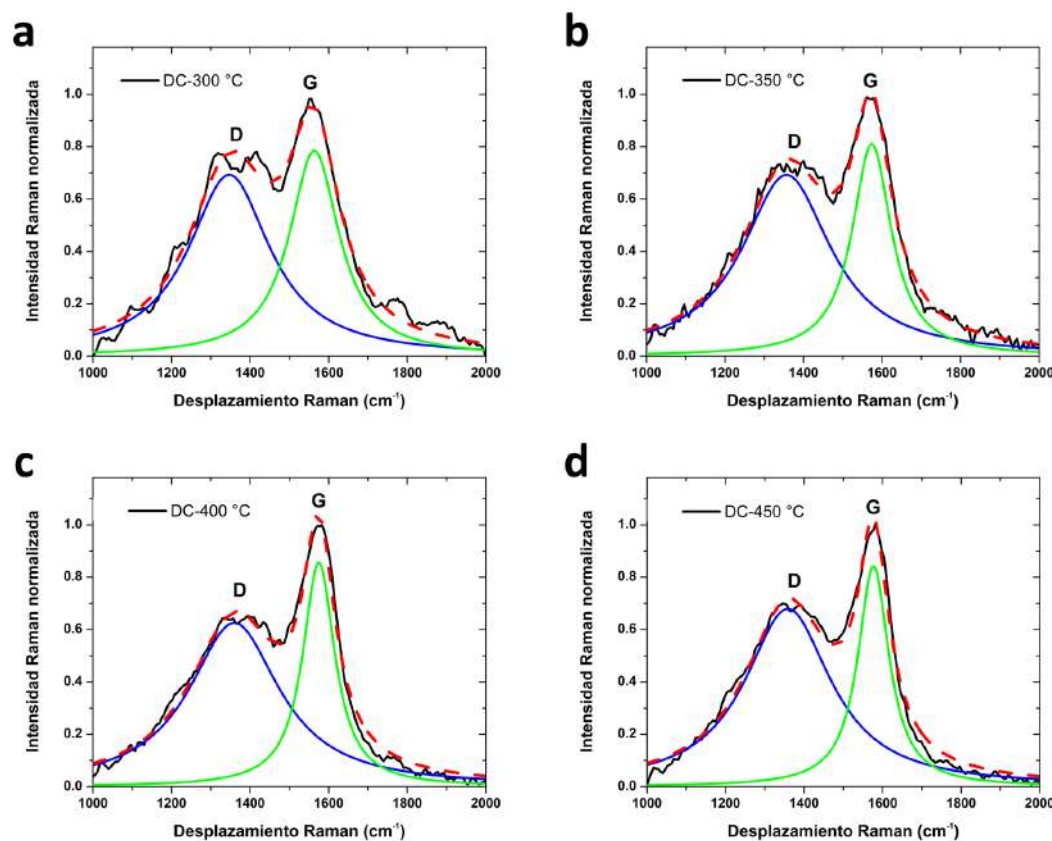 a
DC-300 °C
D
G
Intensidad Raman normalizada
1.0
0.8
0.6
0.4
0.2
0.0
1000 1200 1400 1600 1800 2000
Desplazamiento Raman (cm⁻¹)
b
DC-350 °C
D
G
Intensidad Raman normalizada
1.0
0.8
0.6
0.4
0.2
0.0
1000 1200 1400 1600 1800 2000
Desplazamiento Raman (cm⁻¹)
c
DC-400 °C
D
G
Intensidad Raman normalizada
1.0
0.8
0.6
0.4
0.2
0.0
1000 1200 1400 1600 1800 2000
Desplazamiento Raman (cm⁻¹)
d
DC-450 °C
D
G
Intensidad Raman normalizada
1.0
0.8
0.6
0.4
0.2
0.0
1000 1200 1400 1600 1800 2000
Desplazamiento Raman (cm⁻¹)